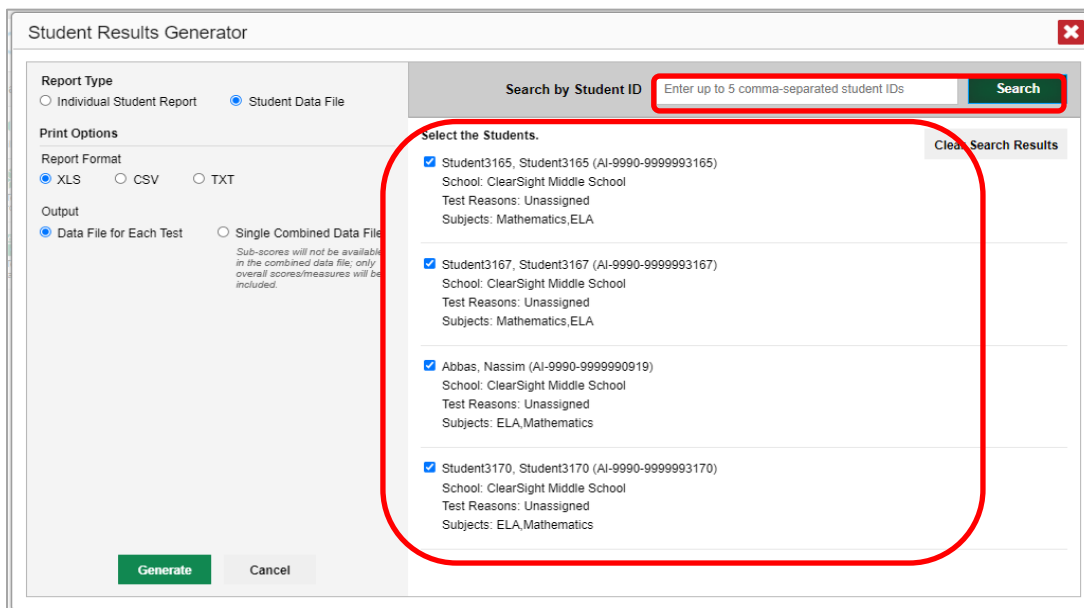 Student Results Generator
Report Type
Individual Student Report Student Data File
Print Options
Report Format
XLS CSV TXT
Output
Data File for Each Test Single Combined Data File
Sub-scores will not be available
in the combined data file; only
overall scores/measures will be
included.
Generate Cancel
Search by Student ID Enter up to 5 comma-separated student IDs Search
Select the Students.
Clear Search Results
Student3165, Student3165 (AI-9990-9999993165)
School: ClearSight Middle School
Test Reasons: Unassigned
Subjects: Mathematics,ELA
Student3167, Student3167 (AI-9990-9999993167)
School: ClearSight Middle School
Test Reasons: Unassigned
Subjects: Mathematics,ELA
Abbas, Nassim (AI-9990-9999990919)
School: ClearSight Middle School
Test Reasons: Unassigned
Subjects: ELA,Mathematics
Student3170, Student3170 (AI-9990-9999993170)
School: ClearSight Middle School
Test Reasons: Unassigned
Subjects: ELA,Mathematics